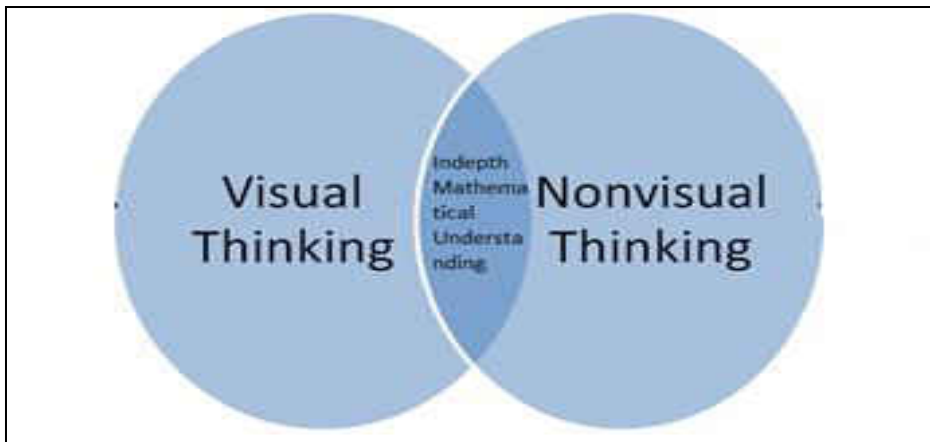 Visual
Thinking
Indepth
Mathema
tical
Understa
nding
Nonvisual
Thinking